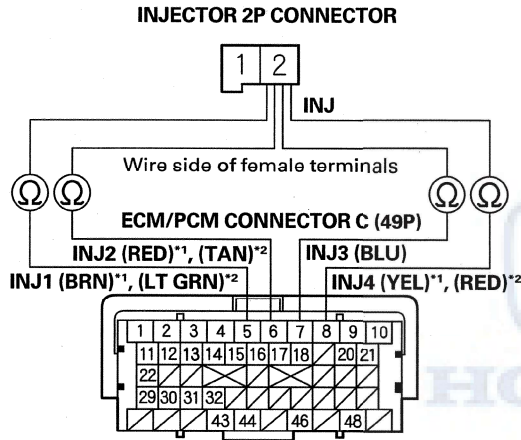 INJECTOR 2P CONNECTOR
1 2
INJ
Wire side of female terminals
Ω Ω Ω Ω
ECM/PCM CONNECTOR C (49P)
INJ2 (RED)*1, (TAN)*2 INJ3 (BLU)
INJ1 (BRN)*1, (LT GRN)*2 INJ4 (YEL)*1, (RED)*2
1 2 3 4 5 6 7 8 9 10
11 12 13 14 15 16 17 18 20 21
22
29 30 31 32
43 44 46 48